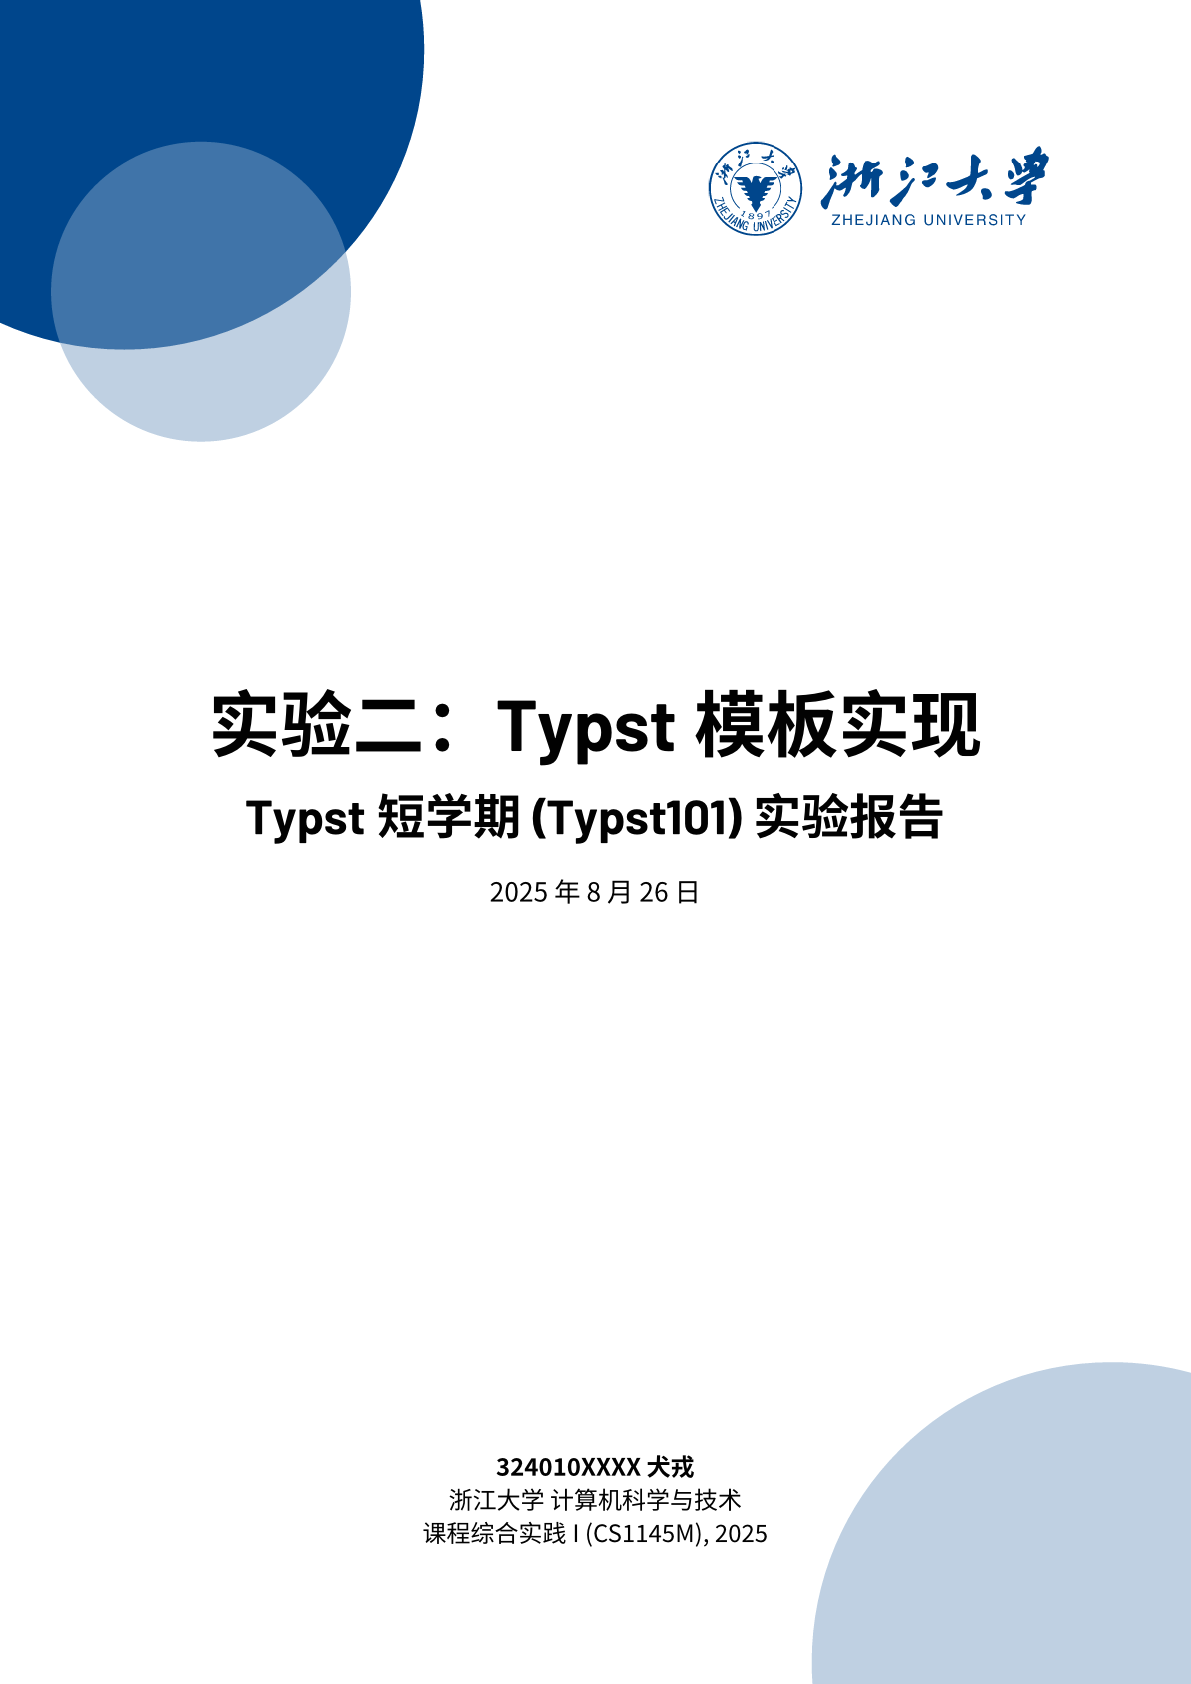 浙江大学
ZHEJIANG UNIVERSITY
1897
浙江大学
ZHEJIANG UNIVERSITY
实验二：Typst 模板实现
Typst 短学期 (Typst101) 实验报告
2025 年 8 月 26 日
324010XXXX 犬戎
浙江大学 计算机科学与技术
课程综合实践 I (CS1145M), 2025